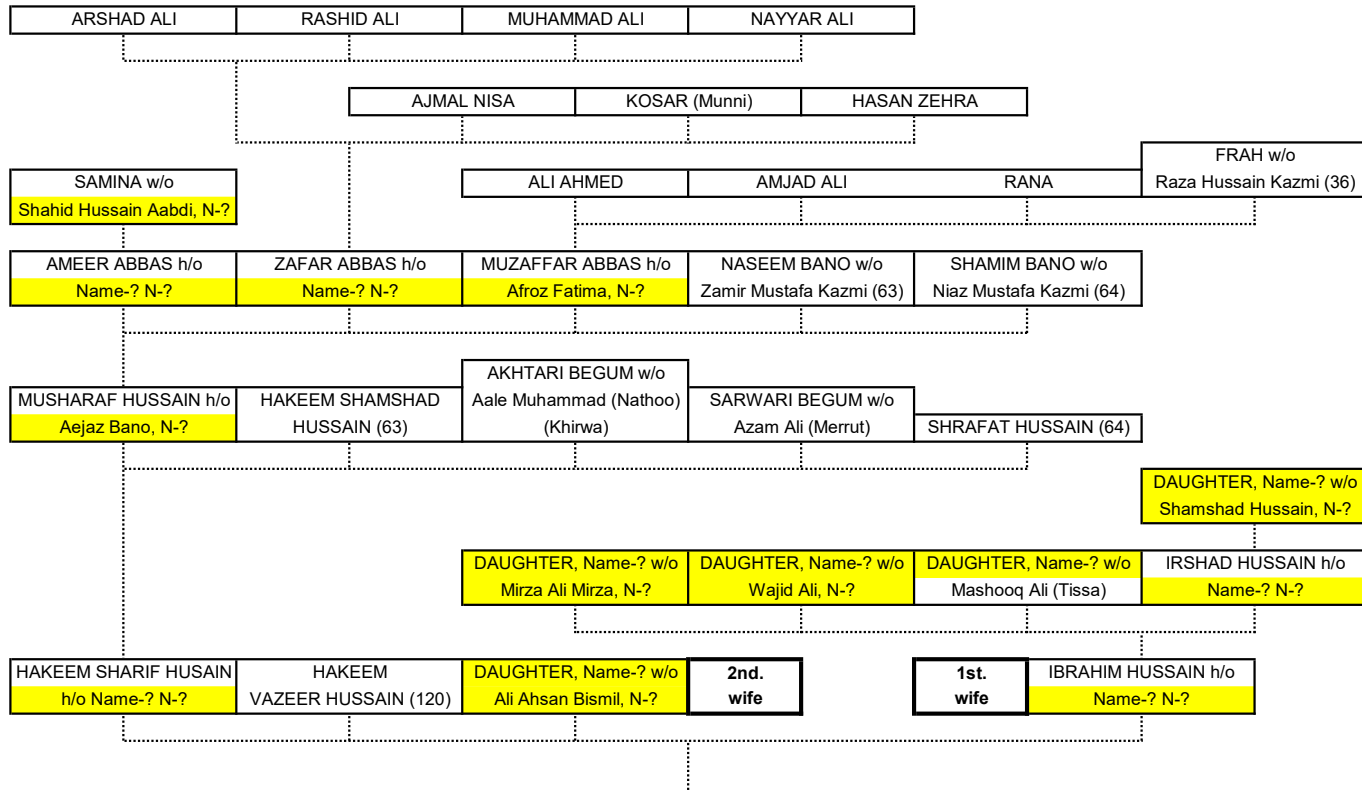 ARSHAD ALI
RASHID ALI
MUHAMMAD ALI
NAYYAR ALI
AJMAL NISA
KOSAR (Munni)
HASAN ZEHRA
SAMINA w/o
Shahid Hussain Aabdi, N-?
ALI AHMED
AMJAD ALI
RANA
FRAH w/o
Raza Hussain Kazmi (36)
AMEER ABBAS h/o
Name-? N-?
ZAFAR ABBAS h/o
Name-? N-?
MUZAFFAR ABBAS h/o
Afroz Fatima, N-?
NASEEM BANO w/o
Zamir Mustafa Kazmi (63)
SHAMIM BANO w/o
Niaz Mustafa Kazmi (64)
MUSHARAF HUSSAIN h/o
Aejaz Bano, N-?
HAKEEM SHAMSHAD
HUSSAIN (63)
AKHTARI BEGUM w/o
Aale Muhammad (Nathoo)
(Khirwa)
SARWARI BEGUM w/o
Azam Ali (Merrut)
SHRAFAT HUSSAIN (64)
DAUGHTER, Name-? w/o
Shamshad Hussain, N-?
DAUGHTER, Name-? w/o
Mirza Ali Mirza, N-?
DAUGHTER, Name-? w/o
Wajid Ali, N-?
DAUGHTER, Name-? w/o
Mashooq Ali (Tissa)
IRSHAD HUSSAIN h/o
Name-? N-?
HAKEEM SHARIF HUSAIN
h/o Name-? N-?
HAKEEM
VAZEER HUSSAIN (120)
DAUGHTER, Name-? w/o
Ali Ahsan Bismil, N-?
2nd.
wife
1st.
wife
IBRAHIM HUSSAIN h/o
Name-? N-?